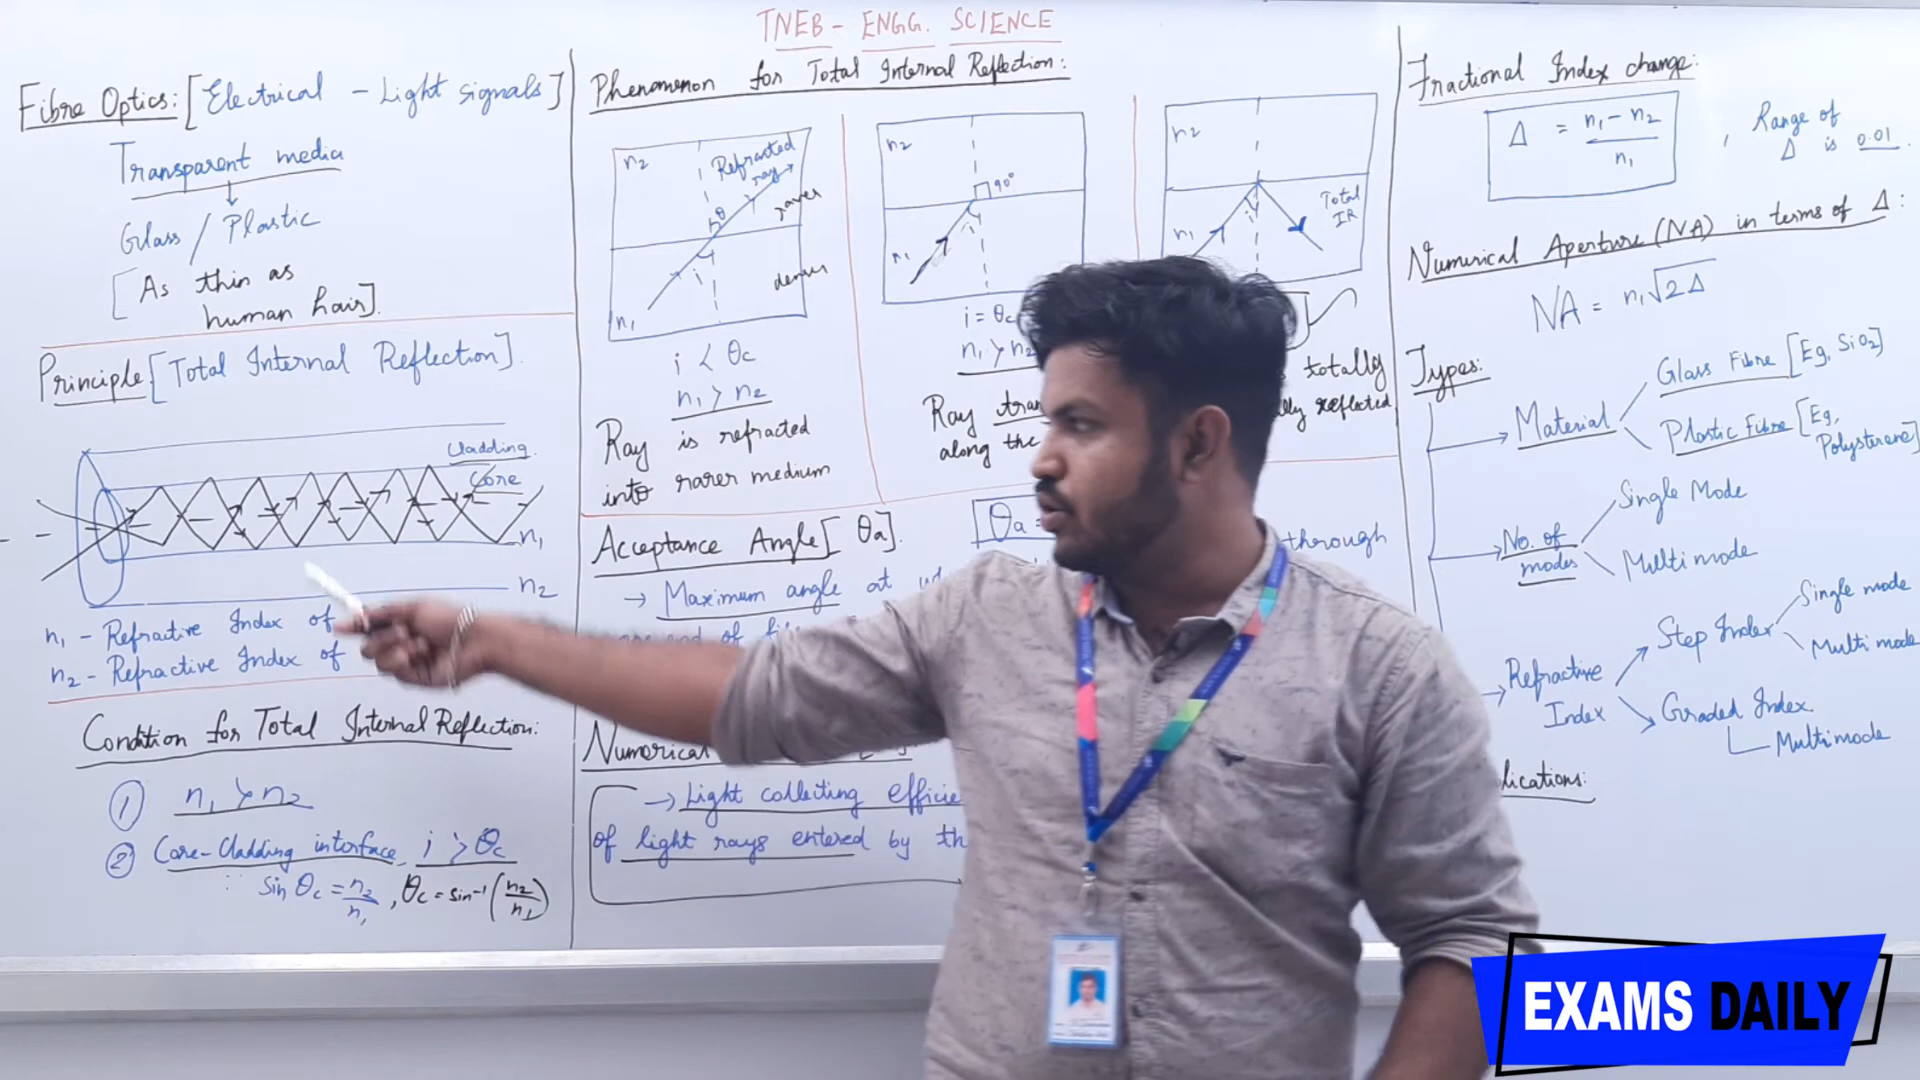 TNEB - ENGG. SCIENCE
Fibre Optics: [Electrical - Light signals]
Transparent media
Glass / Plastic
[As thin as
human hair].
Principle [Total Internal Reflection].
Cladding
Core
n1
n2
n1 - Refractive Index of
n2 - Refractive Index of
Condition for Total Internal Reflection:
① n1 > n2
② Core-Cladding interface, i > θc
∵ Sin θc = n2/n1, θc = sin⁻¹(n2/n1)
Phenomenon for Total Internal Reflection:
n2
Refracted
ray
θ
rarer
i
denser
n1
i < θc
n1 > n2
Ray is refracted
into rarer medium
n2
90°
i
n1
i = θc
n1 > n2
Ray
along the
n2
Total
IR
i
n1
totally
reflected
Acceptance Angle [θa].
θa =
→ Maximum angle at
through
end of
Numerical
→ Light collecting
of light rays entered by
Fractional Index change:
Δ = n1 - n2 / n1, Range of
Δ is 0.01.
Numerical Aperture (NA) in terms of Δ:
NA = n1√2Δ
Types:
Material
Glass Fibre [Eg, SiO2]
Plastic Fibre [Eg,
Polysterene]
No. of
modes
Single Mode
Multimode
Refractive
Index
Step Index
Single mode
Multimode
Graded Index
Multimode
lications:
EXAMS DAILY